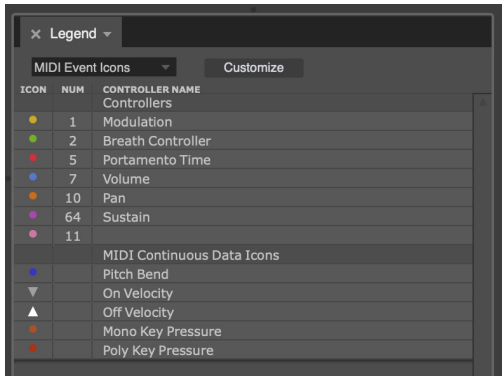 Legend
MIDI Event Icons Customize
ICON NUM CONTROLLER NAME
Controllers
1 Modulation
2 Breath Controller
5 Portamento Time
7 Volume
10 Pan
64 Sustain
11
MIDI Continuous Data Icons
Pitch Bend
On Velocity
Off Velocity
Mono Key Pressure
Poly Key Pressure